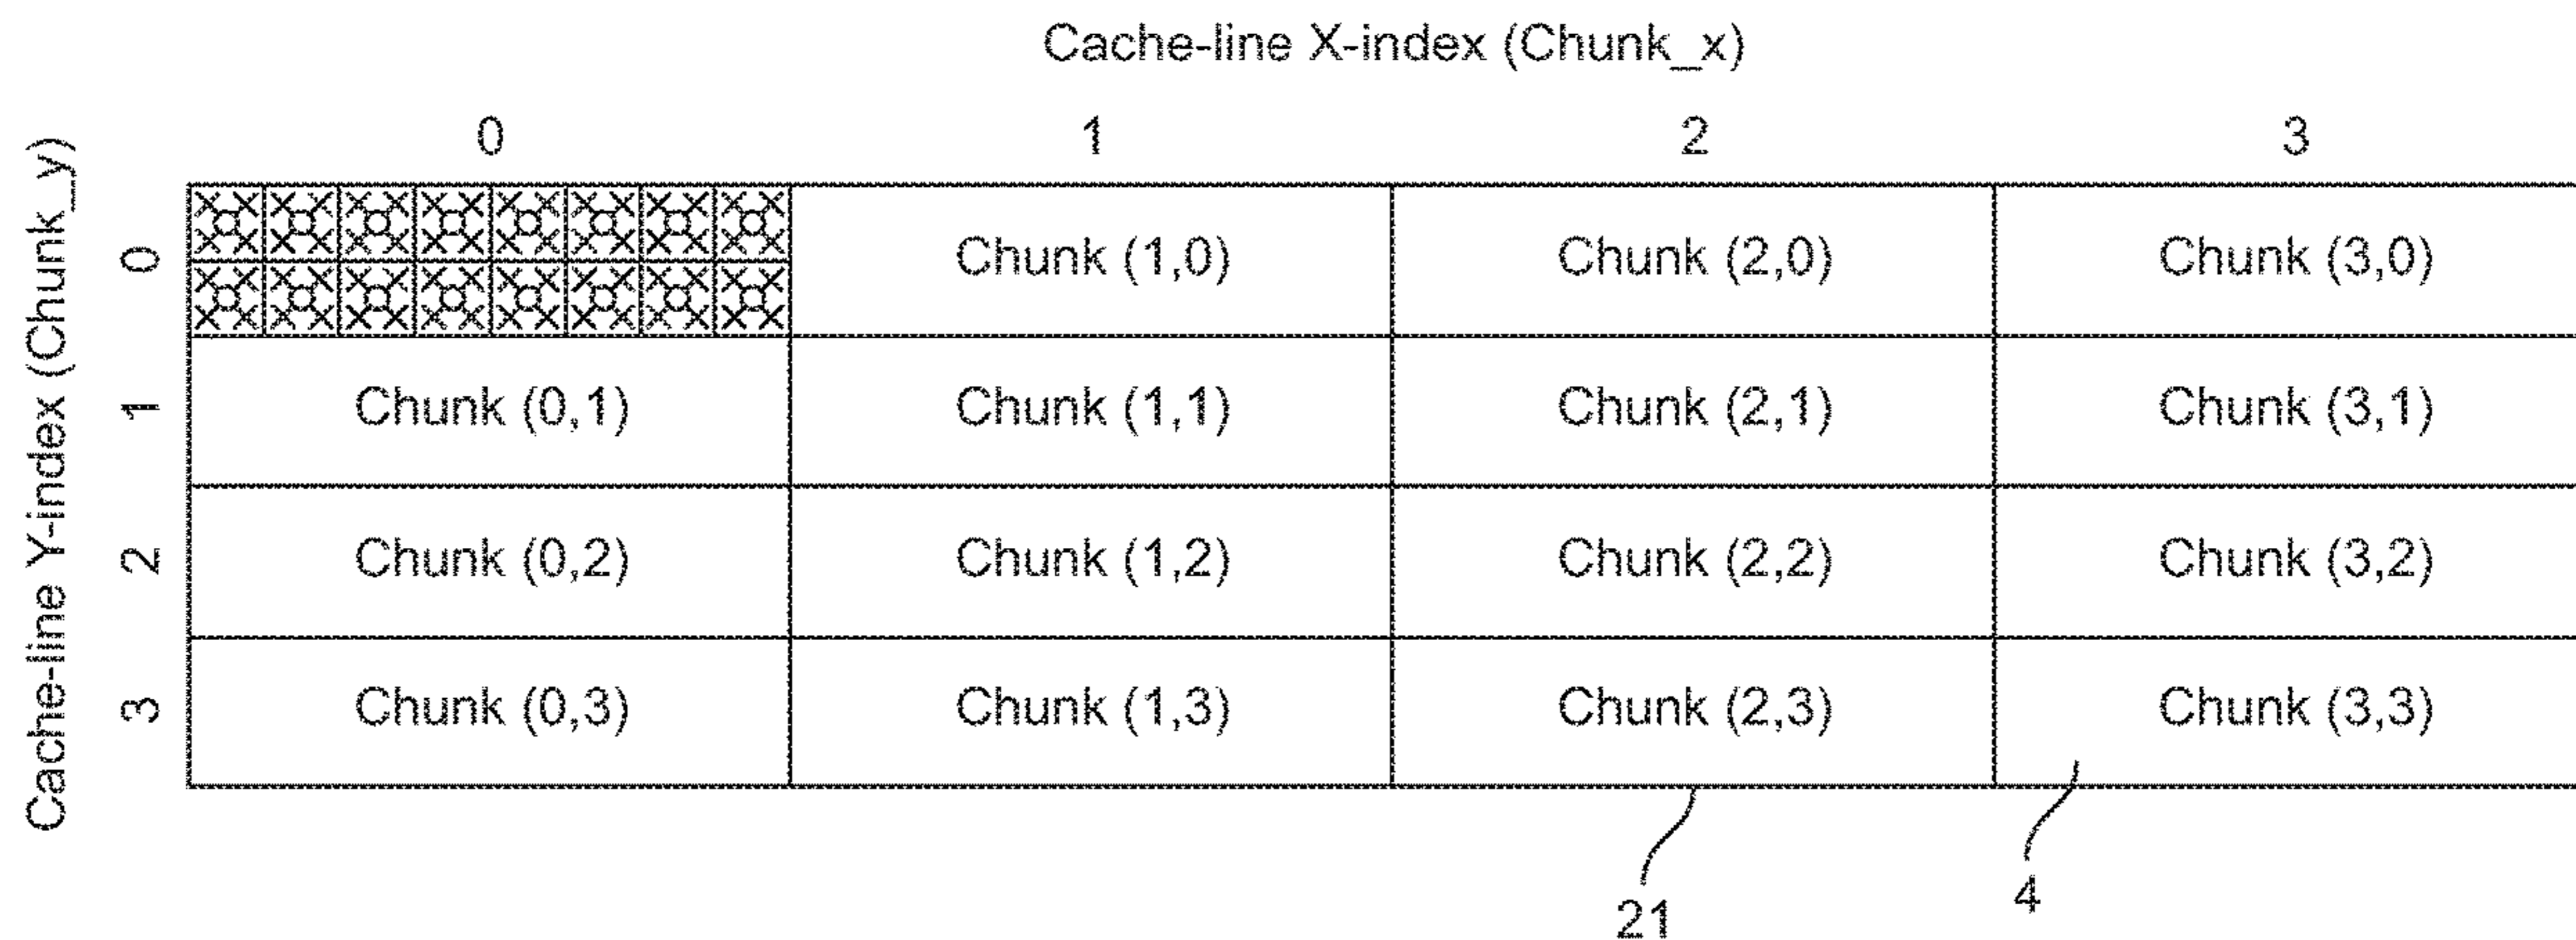 Cache-line X-index (Chunk_x)
0 1 2 3
Cache-line Y-index (Chunk_y)
0 Chunk (1,0) Chunk (2,0) Chunk (3,0)
1 Chunk (0,1) Chunk (1,1) Chunk (2,1) Chunk (3,1)
2 Chunk (0,2) Chunk (1,2) Chunk (2,2) Chunk (3,2)
3 Chunk (0,3) Chunk (1,3) Chunk (2,3) Chunk (3,3)
21 4